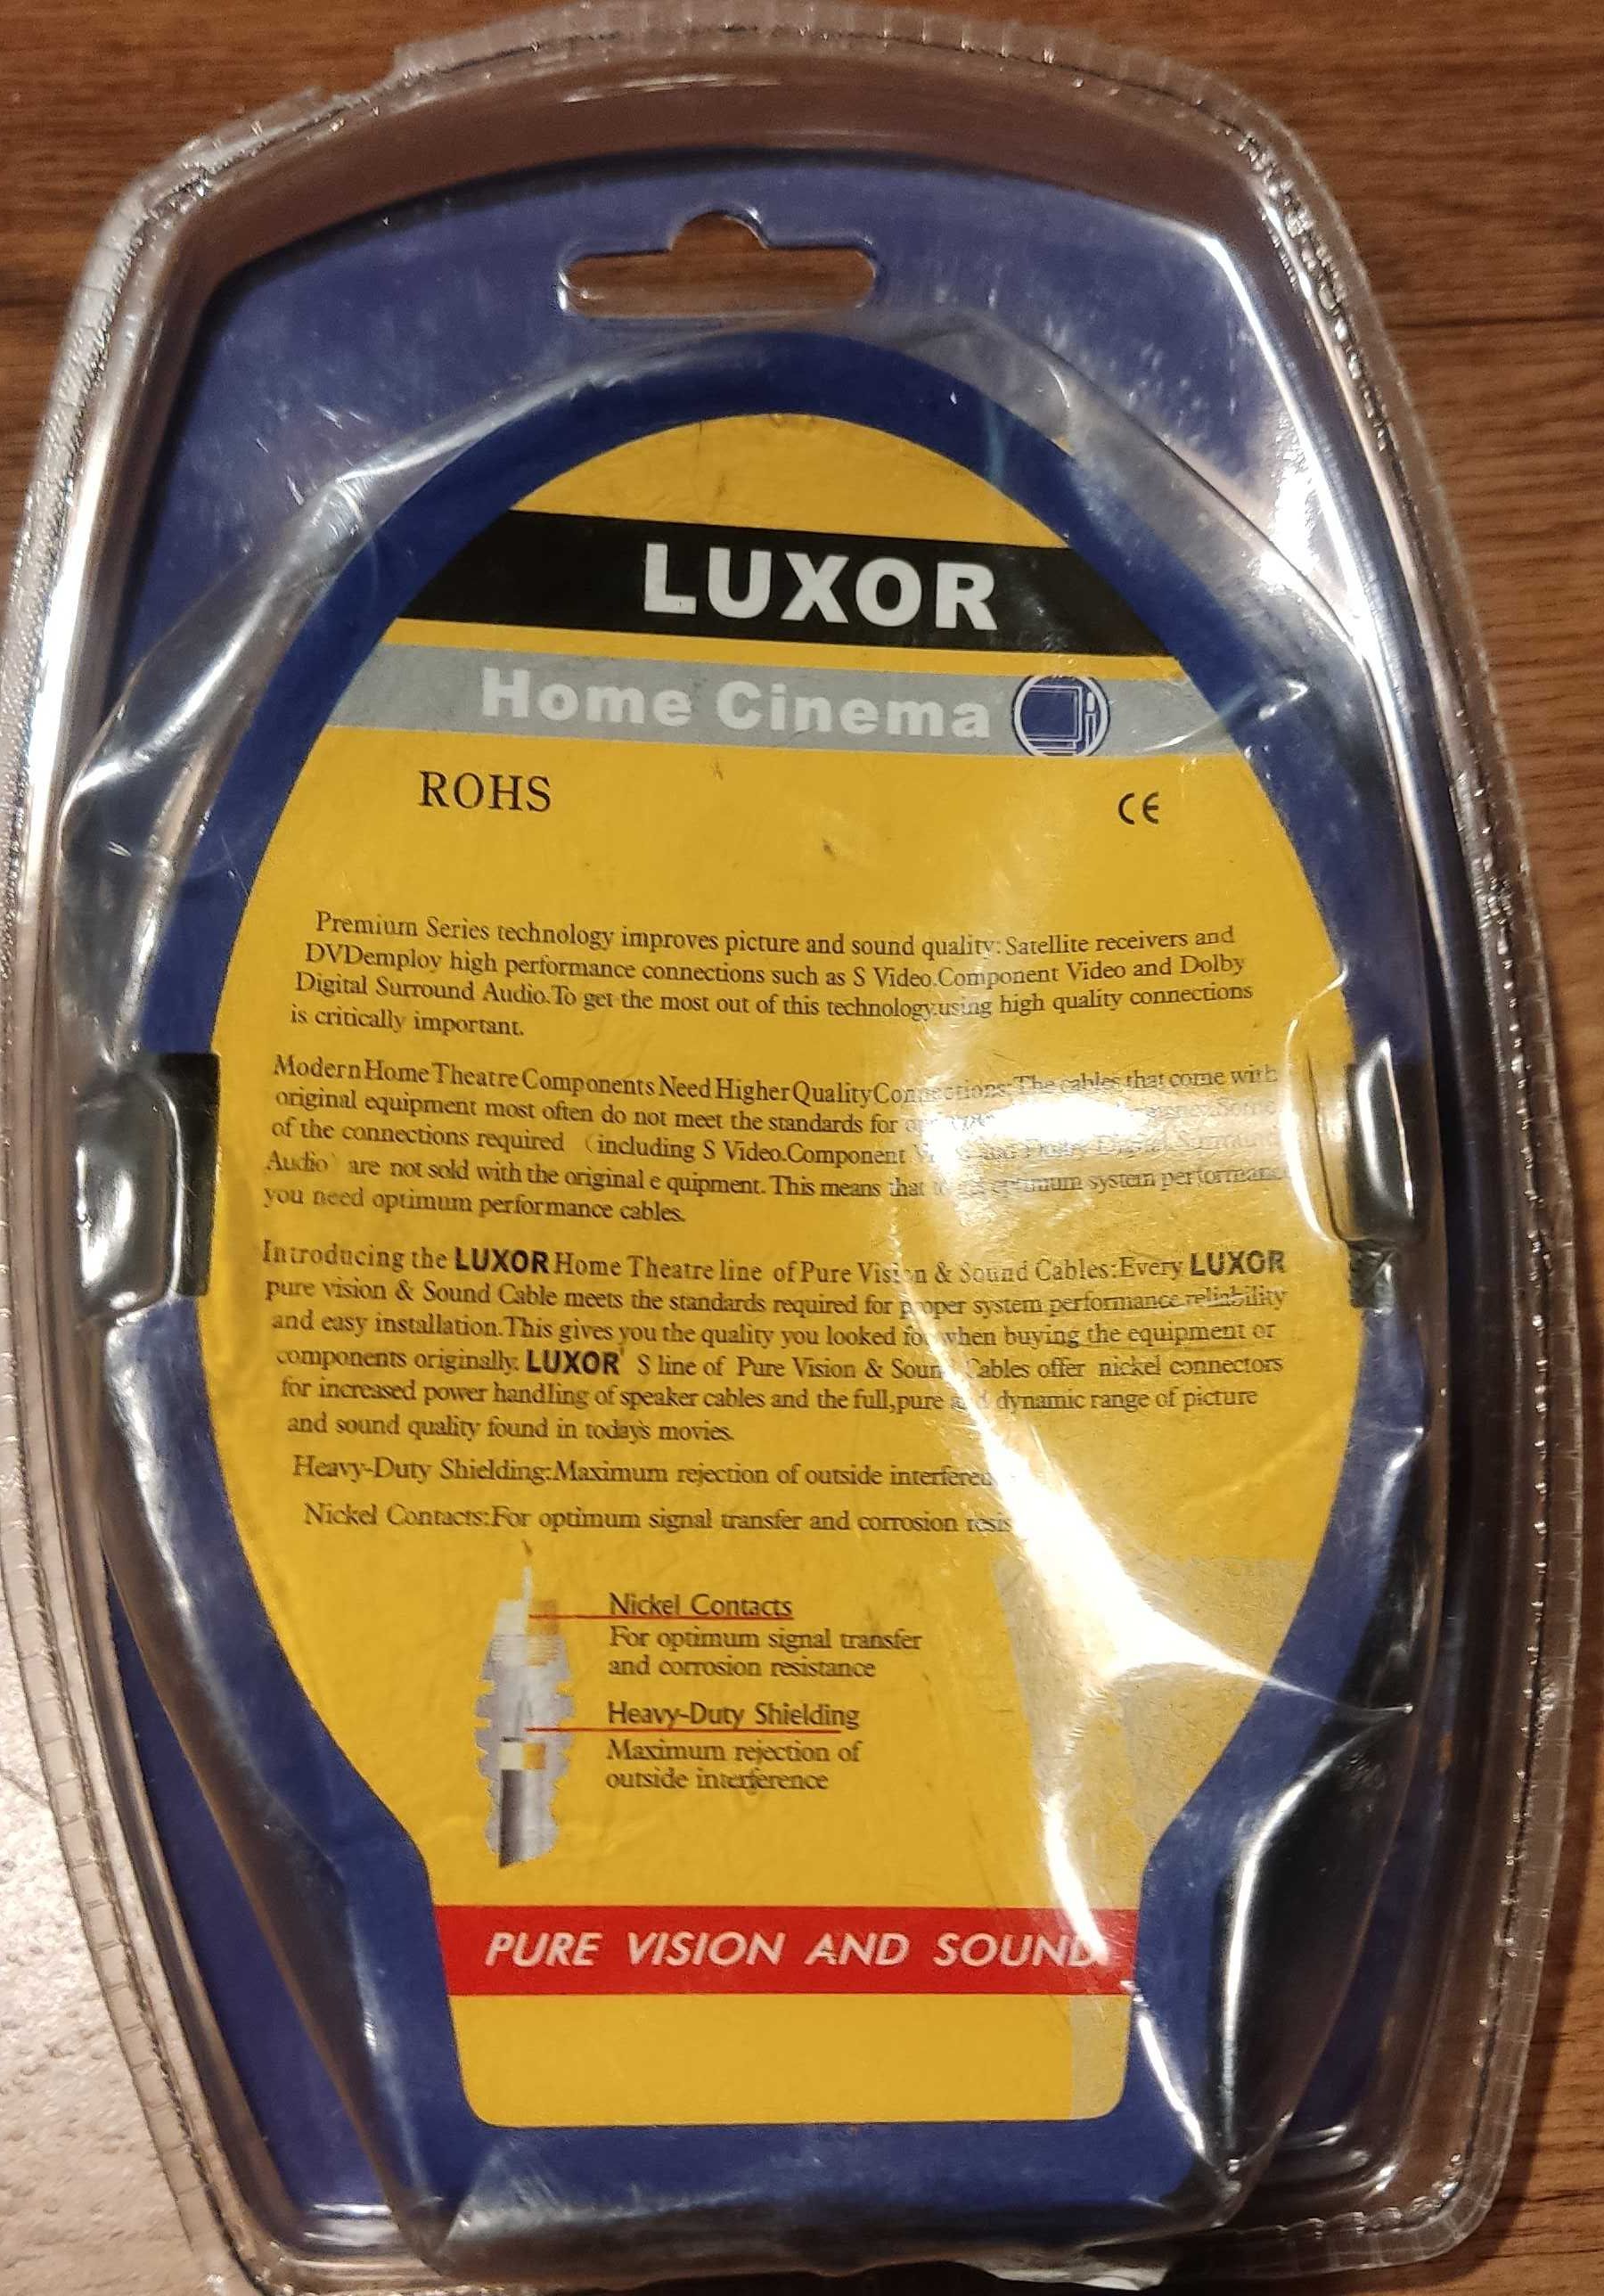 LUXOR
Home Cinema
ROHS
CE
Premium Series technology improves picture and sound quality: Satellite receivers and
DVDemploy high performance connections such as S Video.Component Video and Dolby
Digital Surround Audio.To get the most out of this technology.using high quality connections
is critically important.
Modern Home Theatre Components Need Higher Quality Connections: The cables that come with
original equipment most often do not meet the standards for
of the connections required (including S Video.Component and Dolby Digital Surround
Audio` are not sold with the original e quipment. This means that optimum system performance
you need optimum performance cables.
Introducing the LUXOR Home Theatre line of Pure Vision & Sound Cables:Every LUXOR
pure vision & Sound Cable meets the standards required for proper system performance.reliability
and easy installation.This gives you the quality you looked for when buying the equipment or
components originally. LUXOR' S line of Pure Vision & Sound Cables offer nickel connectors
for increased power handling of speaker cables and the full,pure and dynamic range of picture
and sound quality found in today's movies.
Heavy-Duty Shielding:Maximum rejection of outside
Nickel Contacts:For optimum signal transfer and corrosion
Nickel Contacts
For optimum signal transfer
and corrosion resistance
Heavy-Duty Shielding
Maximum rejection of
outside interference
PURE VISION AND SOUND